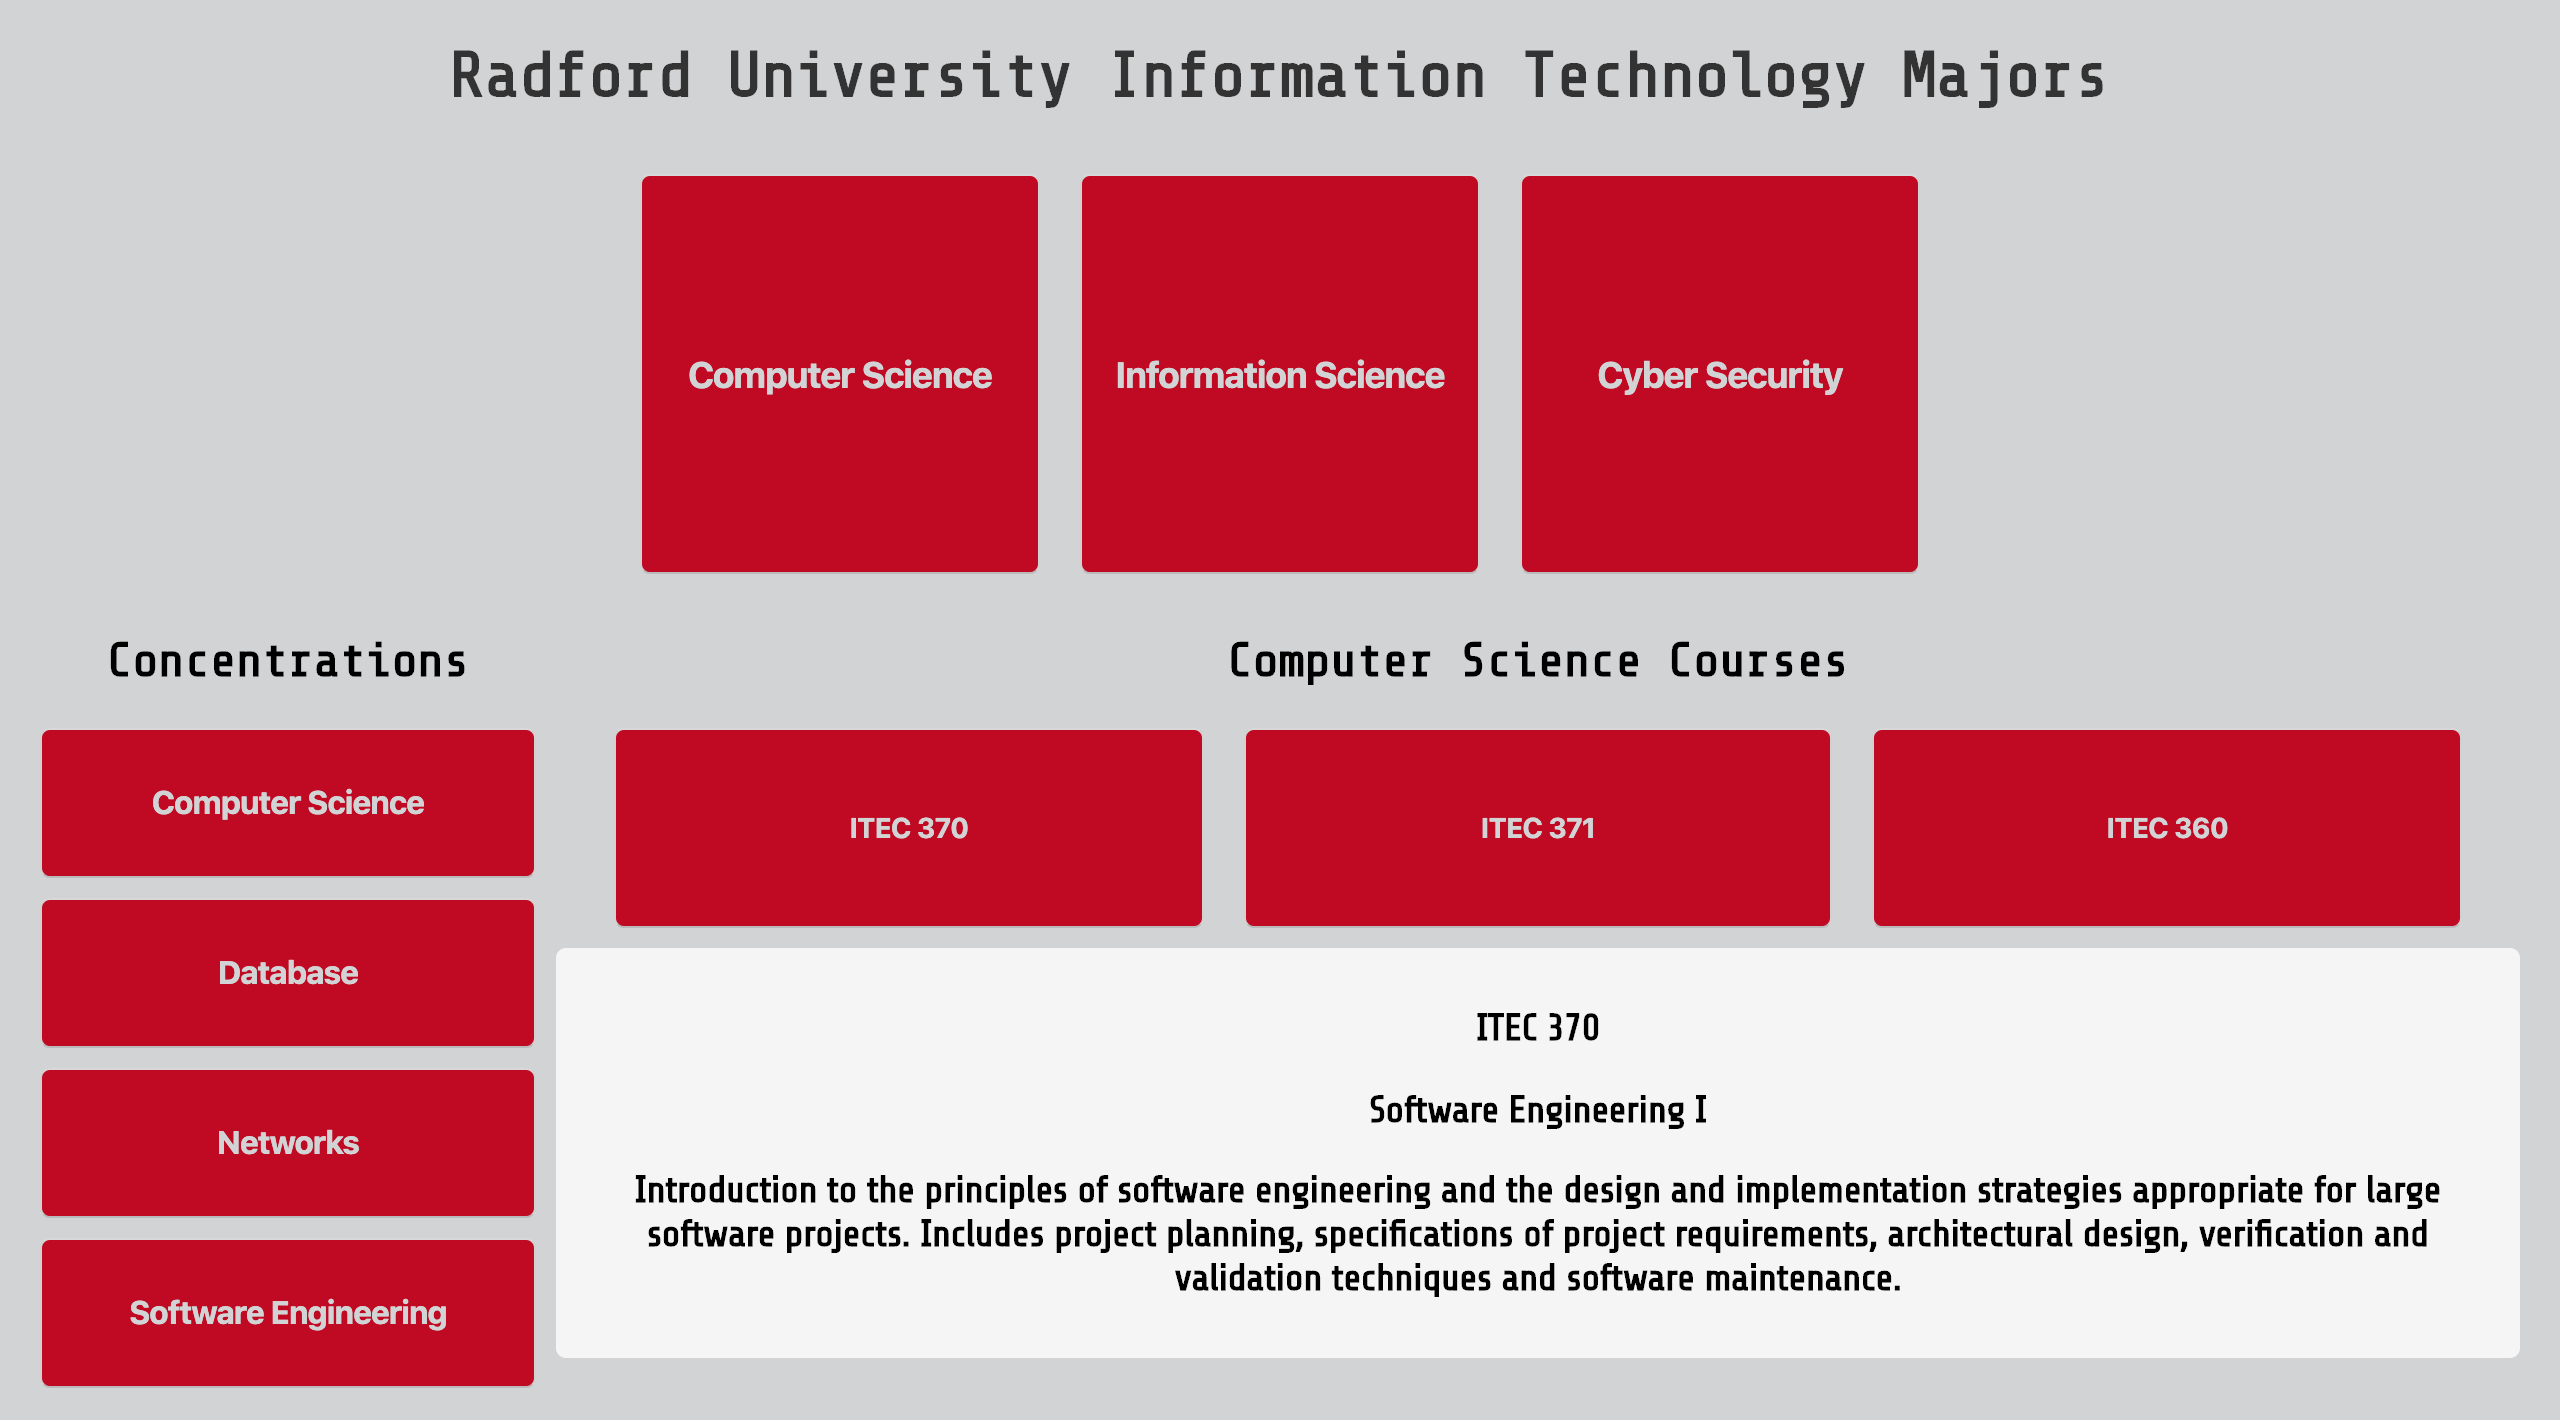 Radford University Information Technology Majors
Computer Science
Information Science
Cyber Security
Concentrations
Computer Science
Database
Networks
Software Engineering
Computer Science Courses
ITEC 370
ITEC 371
ITEC 360
ITEC 370
Software Engineering I
Introduction to the principles of software engineering and the design and implementation strategies appropriate for large
software projects. Includes project planning, specifications of project requirements, architectural design, verification and
validation techniques and software maintenance.